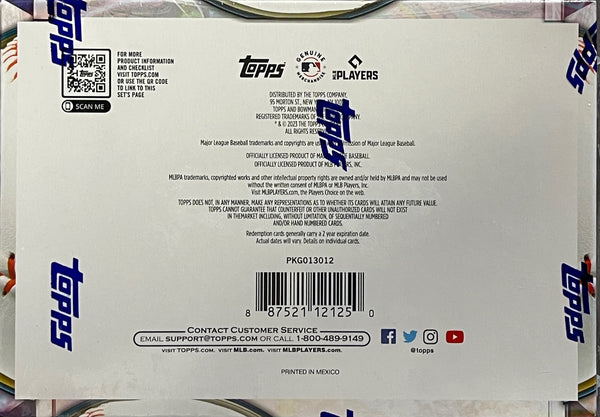 FOR MORE
PRODUCT INFORMATION
AND CHECKLIST
VISIT TOPPS.COM
OR USE THE QR CODE
TO LINK TO THIS
SET'S PAGE
SCAN ME
topps
GENUINE
MERCHANDISE
MLB PLAYERS
DISTRIBUTED BY THE TOPPS COMPANY,
95 MORTON ST., NEW
TOPPS AND BOWMAN
REGISTERED TRADEMARKS OF COMPANY.
* & © 2023 THE TOPPS
ALL RIGHTS
Major League Baseball trademarks and copyrights are permission of Major League Baseball.
OFFICIALLY LICENSED PRODUCT OF BASEBALL.
OFFICIALLY LICENSED PRODUCT OF INC.
MLBPA trademarks, copyrighted works and other intellectual property rights are owned and/or held by MLBPA and may not be used
without the written consent of MLBPA or MLB Players, Inc.
Visit MLBPLAYERS.com, the Players Choice on the web.
TOPPS DOES NOT, IN ANY MANNER, MAKE ANY REPRESENTATIONS AS TO WHETHER ITS CARDS WILL ATTAIN ANY FUTURE VALUE.
TOPPS CANNOT GUARANTEE THAT COUNTERFEIT OR OTHER UNAUTHORIZED CARDS WILL NOT EXIST
IN THEMARKET INCLUDING, WITHOUT LIMITATION, OF SEQUENTIALLY NUMBERED
AND/OR HAND NUMBERED CARDS.
Redemption cards generally carry a 2 year expiration date.
Actual dates will vary. Details on individual cards.
PKG013012
8 87521 12125 0
CONTACT CUSTOMER SERVICE
EMAIL SUPPORT@TOPPS.COM OR CALL 1-800-489-9149
VISIT TOPPS.COM. VISIT MLB.COM. VISIT MLBPLAYERS.COM.
@topps
PRINTED IN MEXICO
topps
topps
topps
topps
topps
topps